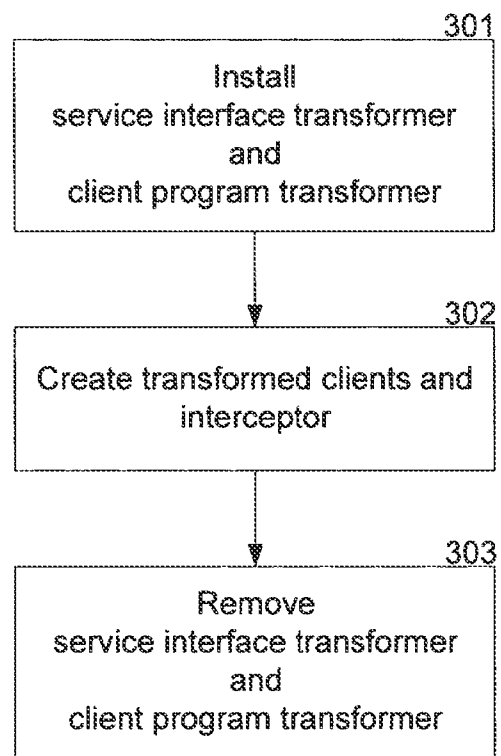 301
Install
service interface transformer
and
client program transformer
302
Create transformed clients and
interceptor
303
Remove
service interface transformer
and
client program transformer